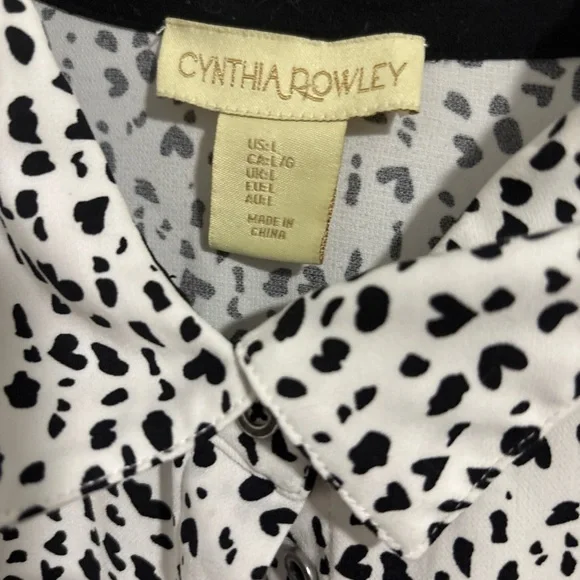 CYNTHIA ROWLEY
US: L
CA: L/G
UK: L
EU: L
AU: L
MADE IN
CHINA